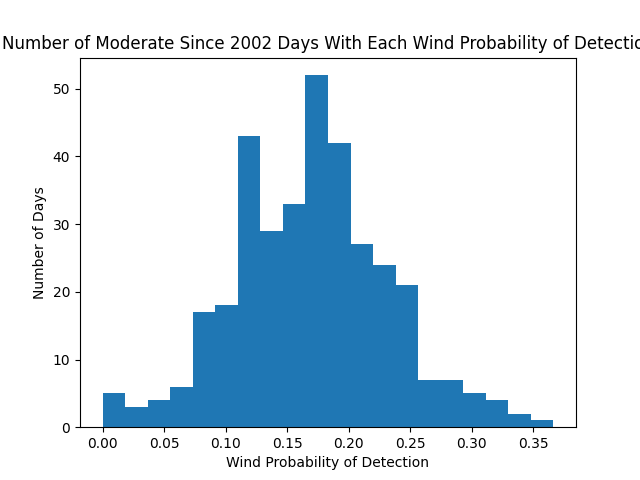 Number of Moderate Since 2002 Days With Each Wind Probability of Detectio
50
40
30
20
10
0
Number of Days
0.00 0.05 0.10 0.15 0.20 0.25 0.30 0.35
Wind Probability of Detection